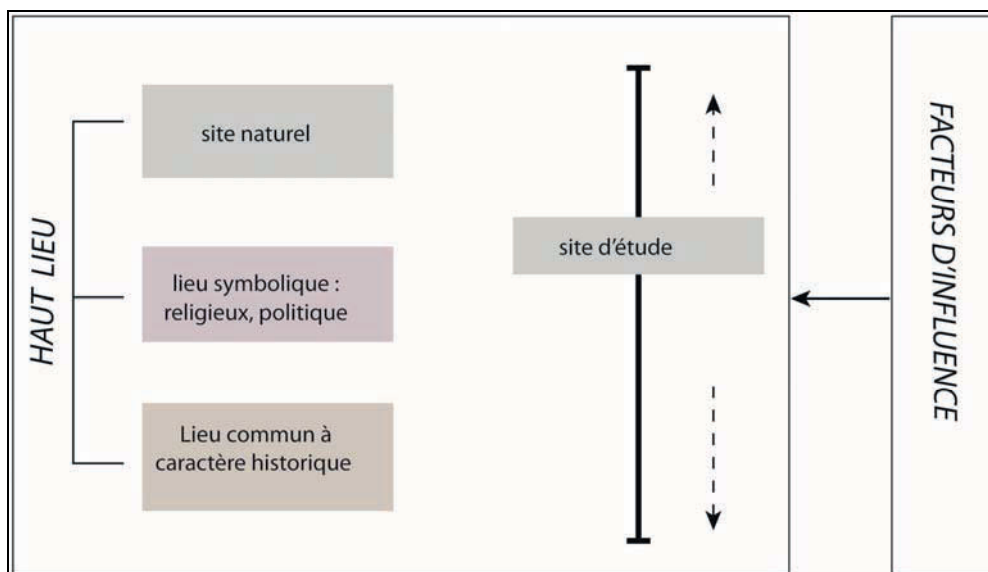 HAUT LIEU
site naturel
lieu symbolique :
religieux, politique
Lieu commun à
caractère historique
site d'étude
FACTEURS D'INFLUENCE